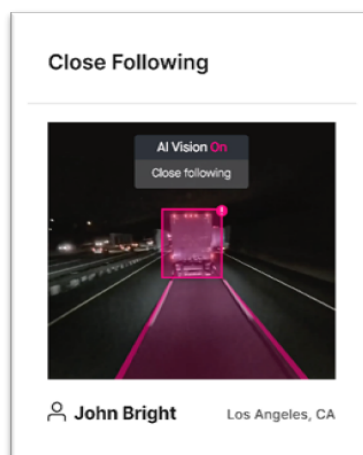 Close Following
AI Vision On
Close following
!
John Bright
Los Angeles, CA